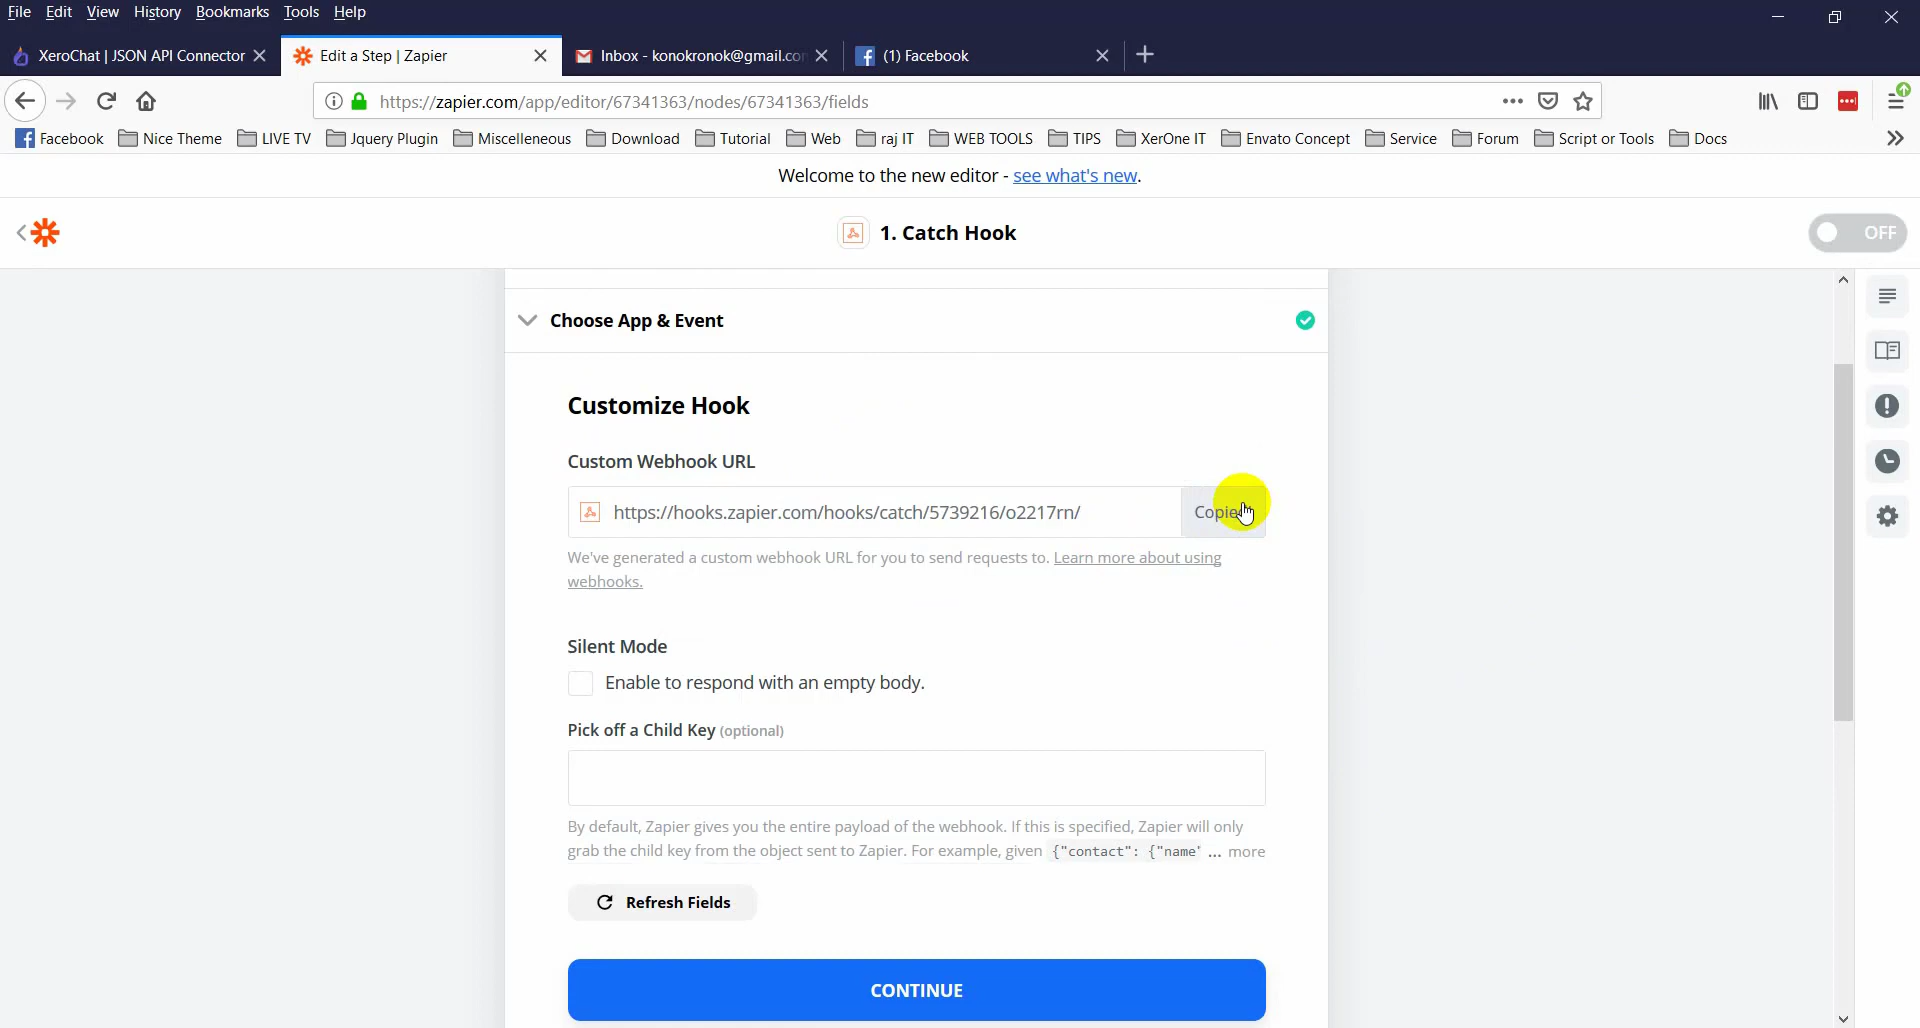 File Edit View History Bookmarks Tools Help
XeroChat | JSON API Connector
Edit a Step | Zapier
Inbox - konokronok@gmail.co
(1) Facebook
https://zapier.com/app/editor/67341363/nodes/67341363/fields
Facebook Nice Theme LIVE TV Jquery Plugin Miscelleneous Download Tutorial Web raj IT WEB TOOLS TIPS XerOne IT Envato Concept Service Forum Script or Tools Docs
Welcome to the new editor - see what's new.
1. Catch Hook
OFF
Choose App & Event
Customize Hook
Custom Webhook URL
https://hooks.zapier.com/hooks/catch/5739216/o2217rn/
We've generated a custom webhook URL for you to send requests to. Learn more about using
webhooks.
Silent Mode
Enable to respond with an empty body.
Pick off a Child Key (optional)
By default, Zapier gives you the entire payload of the webhook. If this is specified, Zapier will only
grab the child key from the object sent to Zapier. For example, given {"contact": {"name' ... more
Refresh Fields
CONTINUE